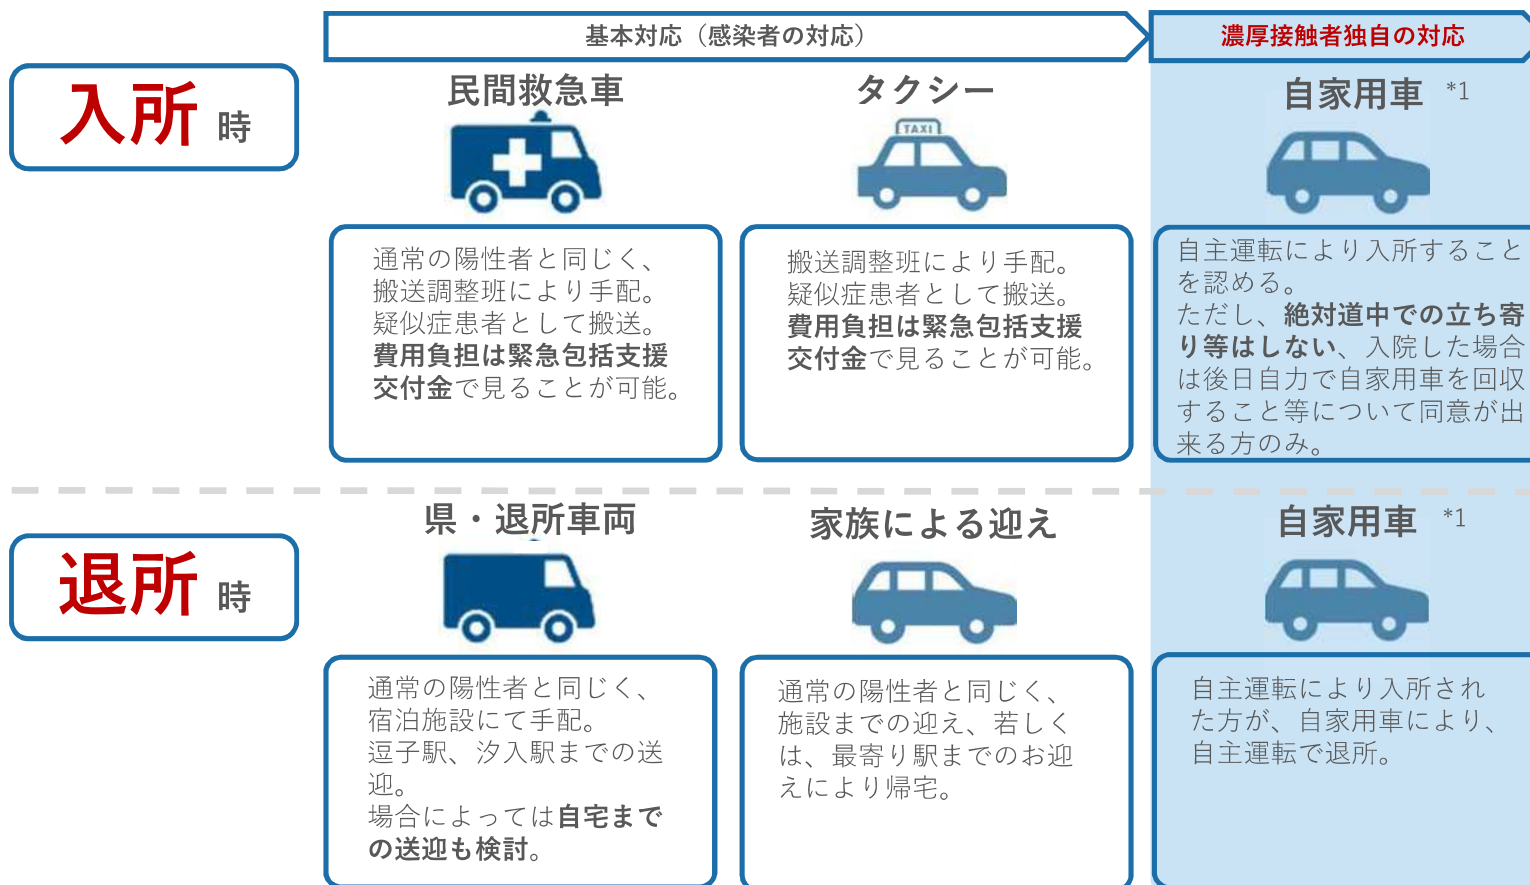 基本対応（感染者の対応）
濃厚接触者独自の対応
入所 時
民間救急車
タクシー
TAXI
自家用車 *1
通常の陽性者と同じく、
搬送調整班により手配。
疑似症患者として搬送。
費用負担は緊急包括支援
交付金で見ることが可能。
搬送調整班により手配。
疑似症患者として搬送。
費用負担は緊急包括支援
交付金で見ることが可能。
自主運転により入所すること
を認める。
ただし、絶対道中での立ち寄
り等はしない、入院した場合
は後日自力で自家用車を回収
すること等について同意が出
来る方のみ。
退所 時
県・退所車両
家族による迎え
自家用車 *1
通常の陽性者と同じく、
宿泊施設にて手配。
逗子駅、汐入駅までの送
迎。
場合によっては自宅まで
の送迎も検討。
通常の陽性者と同じく、
施設までの迎え、若しく
は、最寄り駅までのお迎
えにより帰宅。
自主運転により入所され
た方が、自家用車により、
自主運転で退所。